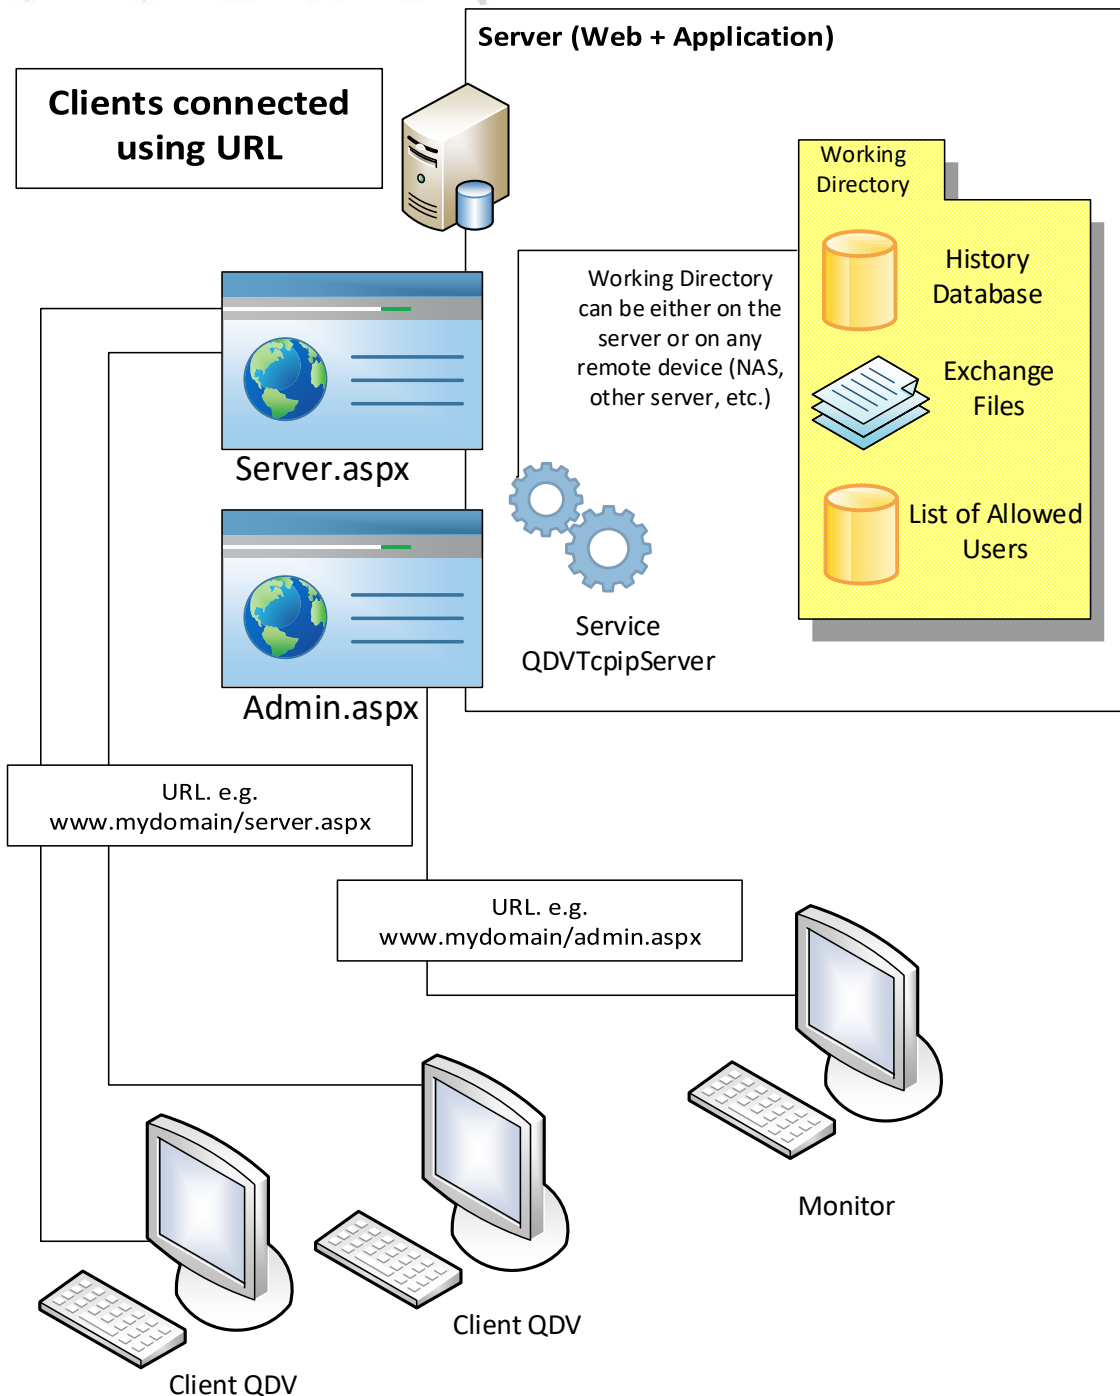 Server (Web + Application)
Clients connected
using URL
Working
Directory
History
Database
Working Directory
can be either on the
server or on any
remote device (NAS,
other server, etc.)
Exchange
Files
Server.aspx
List of Allowed
Users
Service
QDVTcpipServer
Admin.aspx
URL. e.g.
www.mydomain/server.aspx
URL. e.g.
www.mydomain/admin.aspx
Monitor
Client QDV
Client QDV